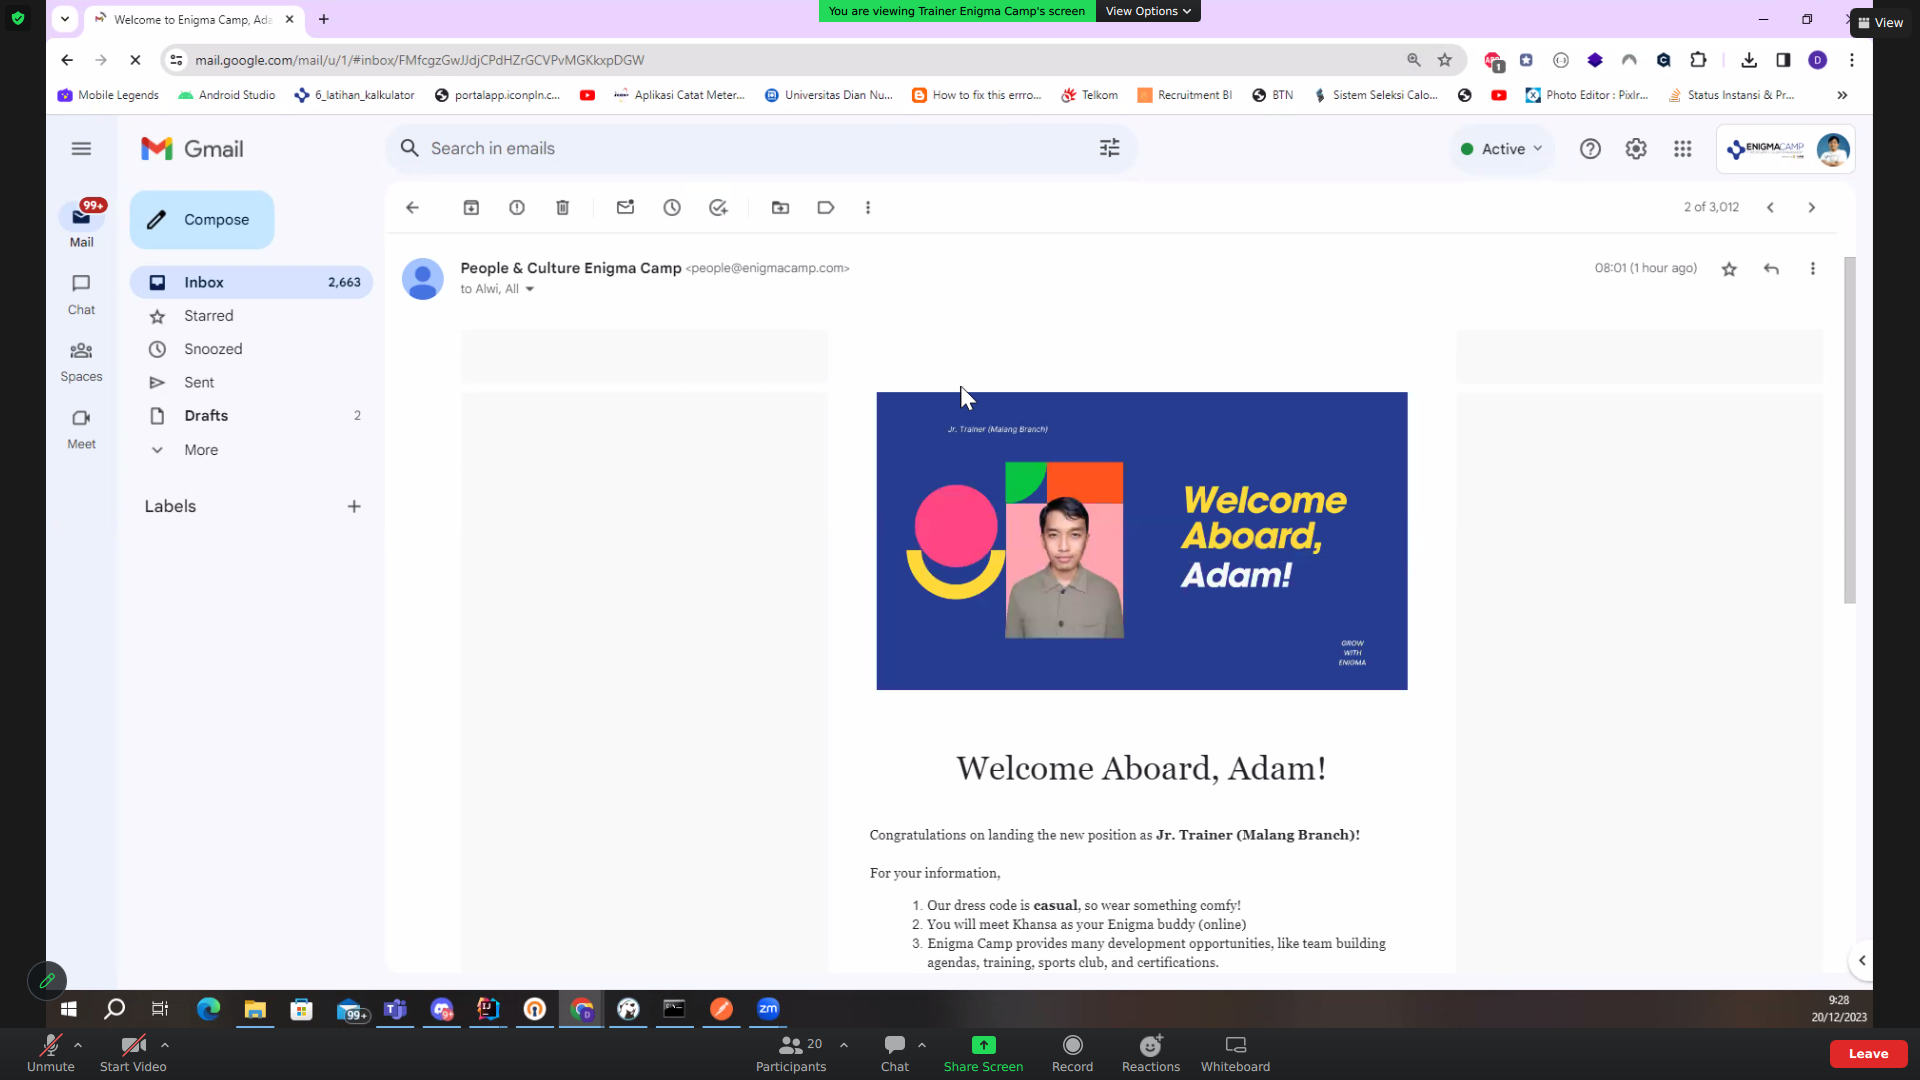 You are viewing Trainer Enigma Camp's screen
View Options
View
Welcome to Enigma Camp, Ada
mail.google.com/mail/u/1/#inbox/FMfcgzGwJJdjCPdHZrGCVPvMGKkxpDGW
1
D
Mobile Legends
Android Studio
6_latihan_kalkulator
portalapp.iconpln.c...
Aplikasi Catat Meter...
Universitas Dian Nu...
How to fix this errro...
Telkom
Recruitment BI
BTN
Sistem Seleksi Calo...
Photo Editor : Pixlr...
Status Instansi & Pr...
Gmail
Search in emails
Active
ENIGMACAMP
99+
Mail
Chat
Spaces
Meet
Compose
Inbox 2,663
Starred
Snoozed
Sent
Drafts 2
More
Labels
2 of 3,012
People & Culture Enigma Camp <people@enigmacamp.com>
08:01 (1 hour ago)
to Alwi, All
Jr. Trainer (Malang Branch)
Welcome
Aboard,
Adam!
GROW
WITH
ENIGMA
Welcome Aboard, Adam!
Congratulations on landing the new position as Jr. Trainer (Malang Branch)!
For your information,
1. Our dress code is casual, so wear something comfy!
2. You will meet Khansa as your Enigma buddy (online)
3. Enigma Camp provides many development opportunities, like team building
agendas, training, sports club, and certifications.
99+
zm
9:28
20/12/2023
Unmute
Start Video
20
Participants
Chat
Share Screen
Record
Reactions
Whiteboard
Leave